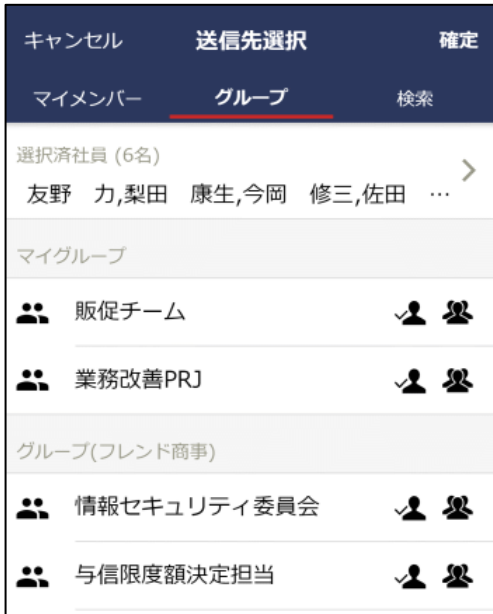 キャンセル 送信先選択 確定
マイメンバー グループ 検索
選択済社員 (6名)
友野　力,梨田　康生,今岡　修三,佐田　…
マイグループ
販促チーム
業務改善PRJ
グループ(フレンド商事)
情報セキュリティ委員会
与信限度額決定担当